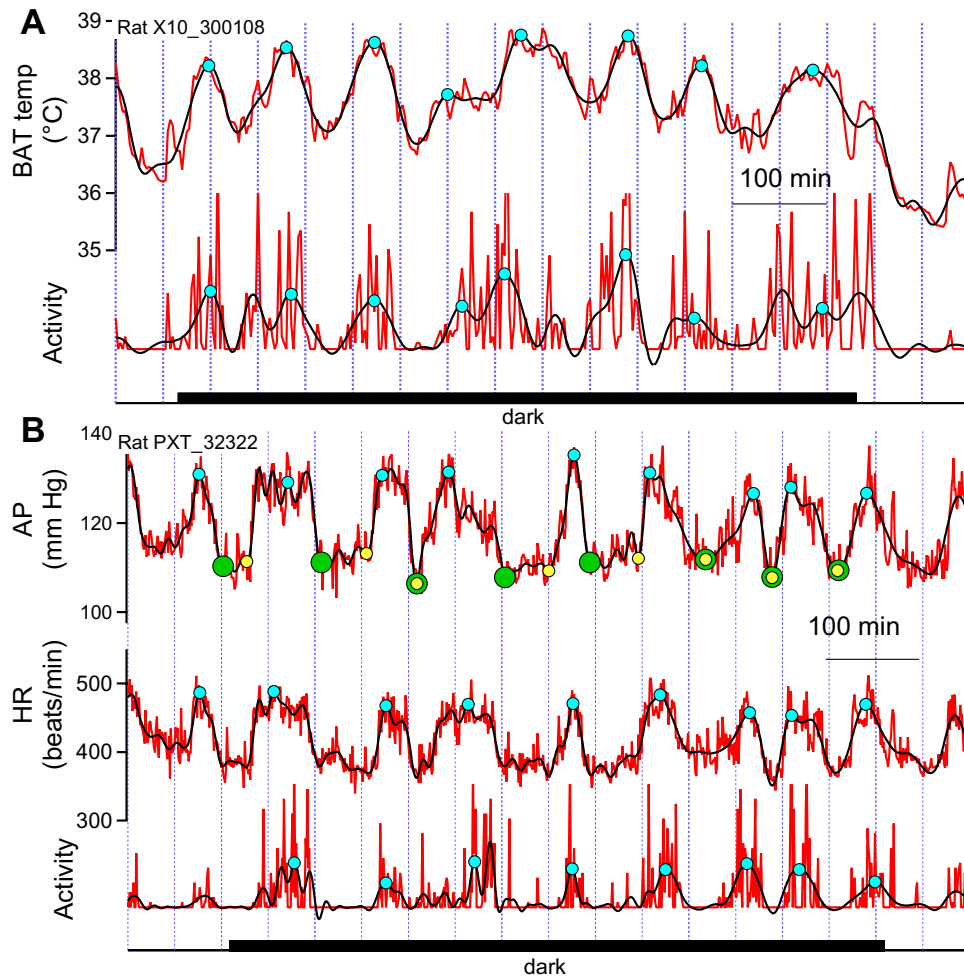 A
Rat X10_300108
39
38
37
36
35
BAT temp
(°C)
100 min
Activity
dark
B
Rat PXT_32322
140
120
100
AP
(mm Hg)
100 min
500
400
300
HR
(beats/min)
Activity
dark